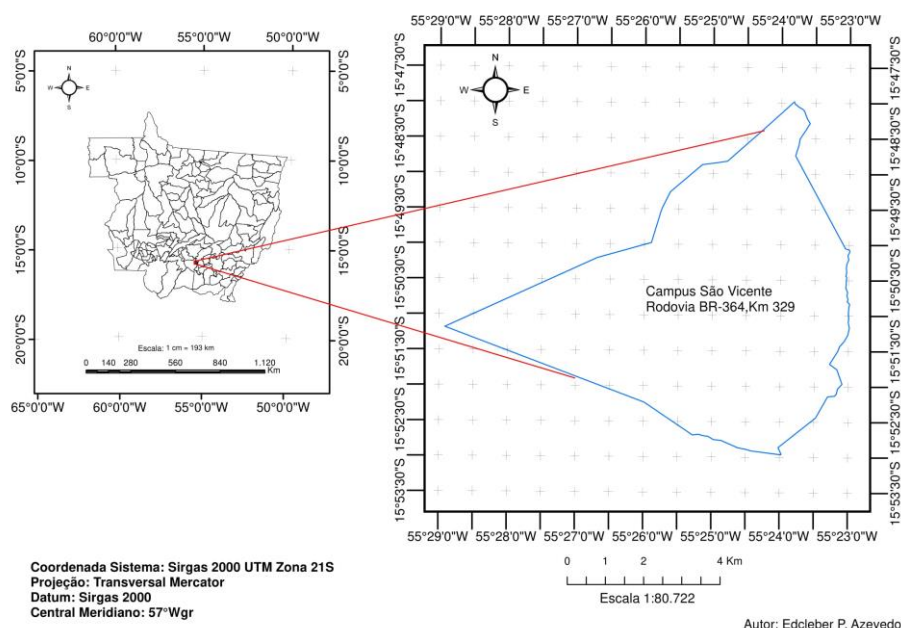 60°0'0"W 55°0'0"W 50°0'0"W
5°0'0"S
10°0'0"S
15°0'0"S
20°0'0"S
N
W E
S
5°0'0"S
10°0'0"S
15°0'0"S
20°0'0"S
Escala: 1 cm = 193 km
0 140 280 560 840 1.120
Km
65°0'0"W 60°0'0"W 55°0'0"W 50°0'0"W
55°29'0"W 55°28'0"W 55°27'0"W 55°26'0"W 55°25'0"W 55°24'0"W 55°23'0"W
15°47'30"S
15°48'30"S
15°49'30"S
15°50'30"S
15°51'30"S
15°52'30"S
15°53'30"S
N
W E
S
Campus São Vicente
Rodovia BR-364,Km 329
15°47'30"S
15°48'30"S
15°49'30"S
15°50'30"S
15°51'30"S
15°52'30"S
15°53'30"S
55°29'0"W 55°28'0"W 55°27'0"W 55°26'0"W 55°25'0"W 55°24'0"W 55°23'0"W
0 1 2 4 Km
Escala 1:80.722
Coordenada Sistema: Sirgas 2000 UTM Zona 21S
Projeção: Transversal Mercator
Datum: Sirgas 2000
Central Meridiano: 57°Wgr
Autor: Edcleber P. Azevedo